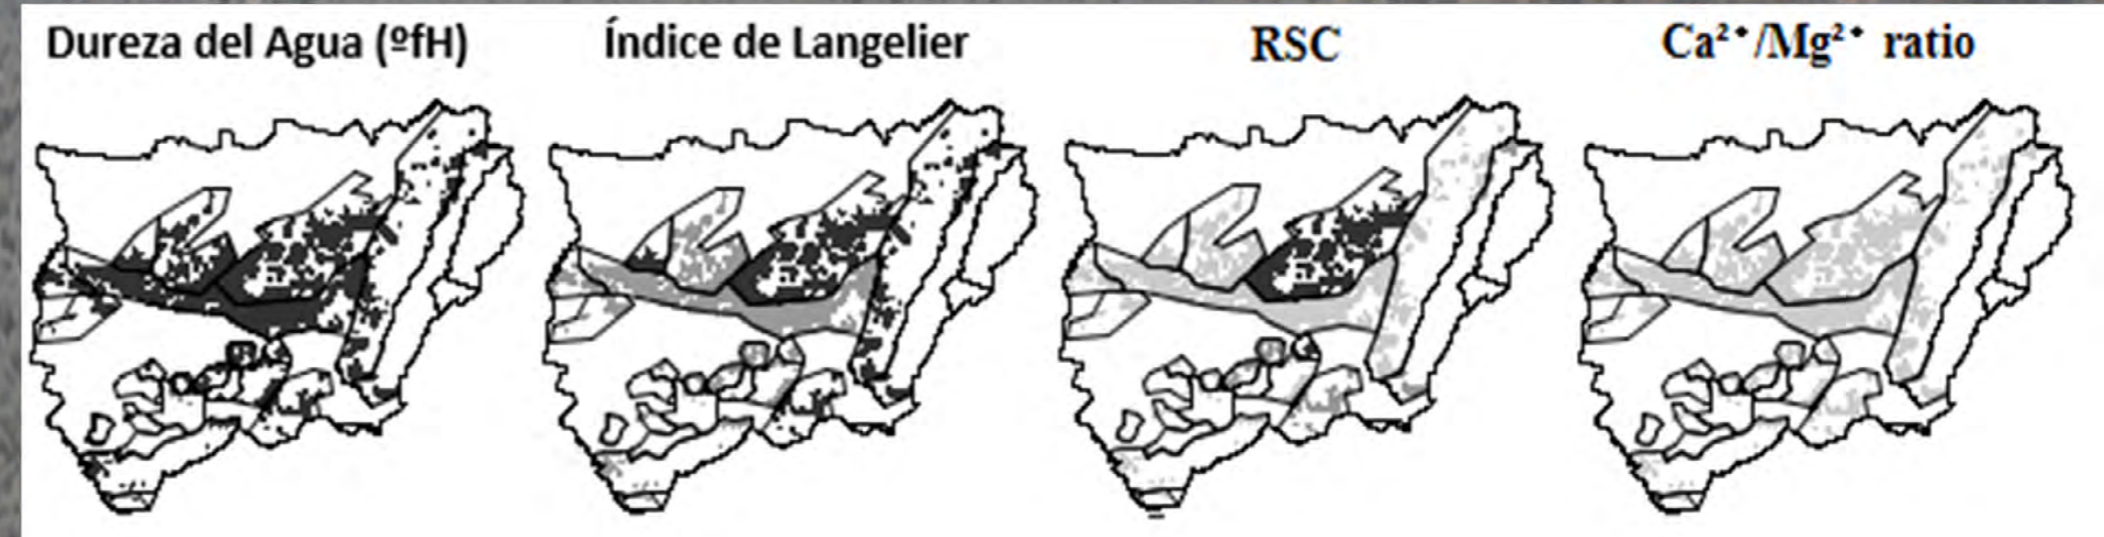 Dureza del Agua (ºfH)
Índice de Langelier
RSC
Ca²⁺/Mg²⁺ ratio